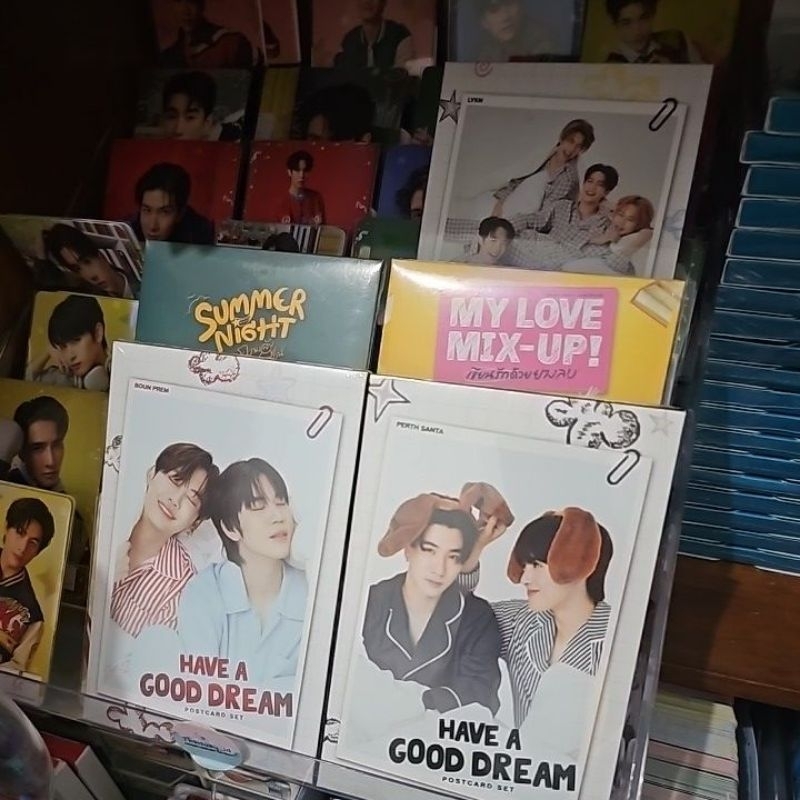 LYKN
SUMMER
NIGHT
MY LOVE
MIX-UP!
เขียนรักด้วยยางลบ
BOUN PREM
HAVE A
GOOD DREAM
POSTCARD SET
PERTH SANTA
HAVE A
GOOD DREAM
POSTCARD SET